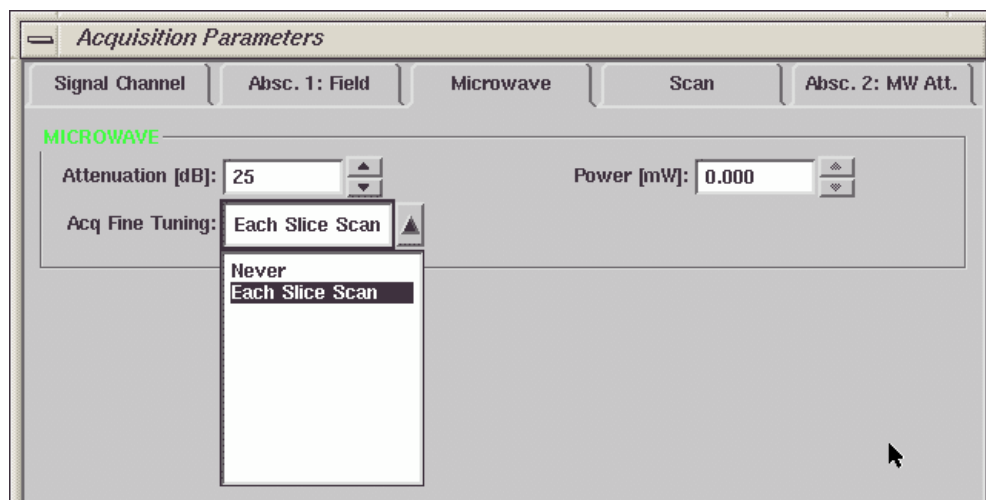 Acquisition Parameters
Signal Channel Absc. 1: Field Microwave Scan Absc. 2: MW Att.
MICROWAVE
Attenuation [dB]: 25 Power [mW]: 0.000
Acq Fine Tuning: Each Slice Scan
Never
Each Slice Scan